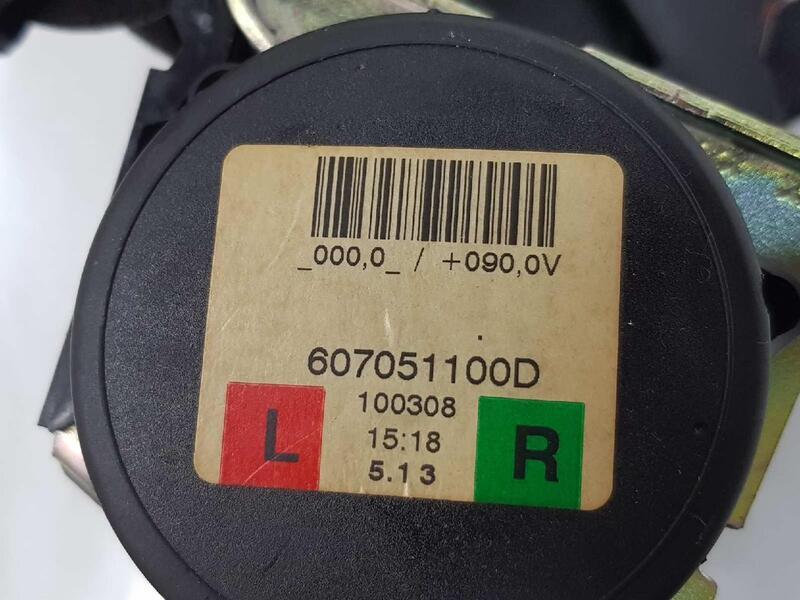 _000,0_ / +090,0V
607051100D
100308
L
15:18
R
5.13